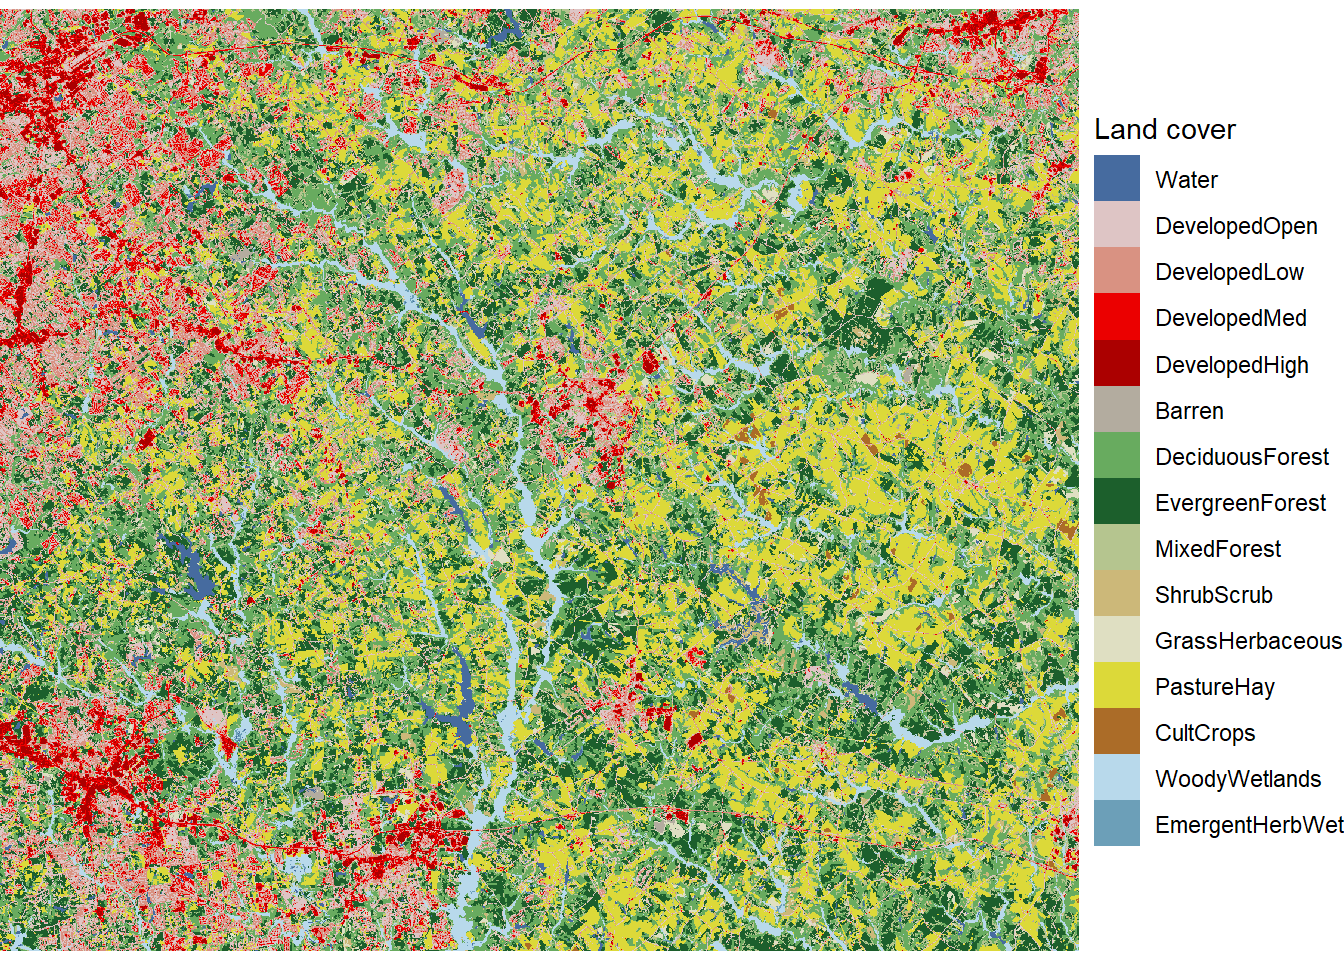 Land cover
Water
DevelopedOpen
DevelopedLow
DevelopedMed
DevelopedHigh
Barren
DeciduousForest
EvergreenForest
MixedForest
ShrubScrub
GrassHerbaceous
PastureHay
CultCrops
WoodyWetlands
EmergentHerbWet